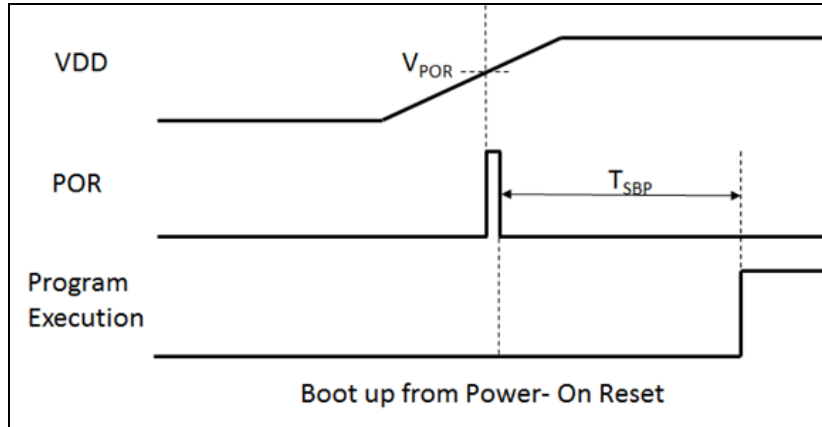 VDD
VPOR
POR
TSBP
Program
Execution
Boot up from Power- On Reset